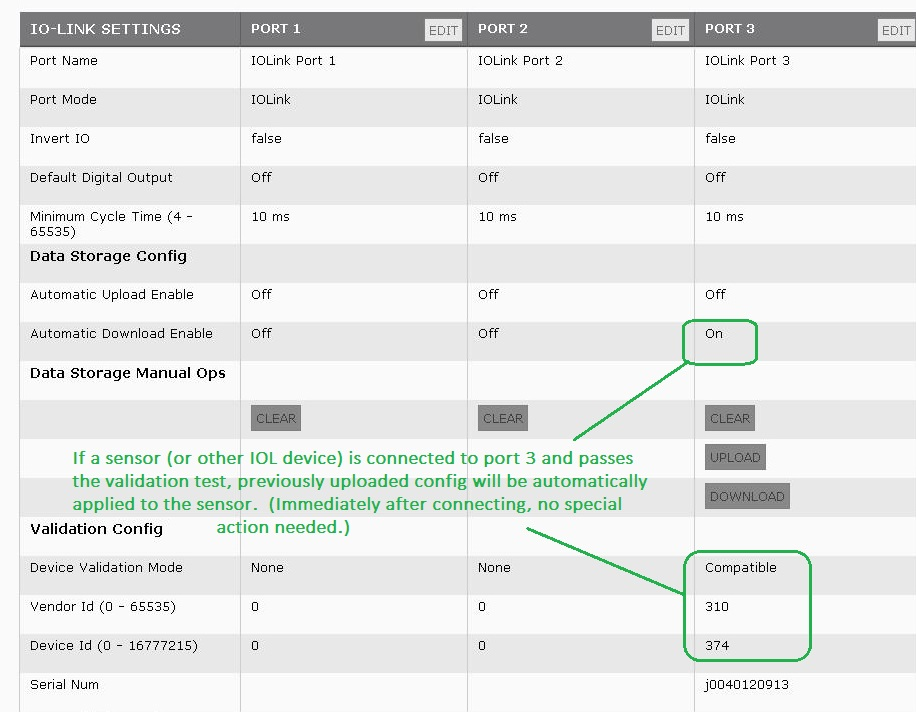 IO-LINK SETTINGS PORT 1 EDIT PORT 2 EDIT PORT 3 EDIT
Port Name IOLink Port 1 IOLink Port 2 IOLink Port 3
Port Mode IOLink IOLink IOLink
Invert IO false false false
Default Digital Output Off Off Off
Minimum Cycle Time (4 - 10 ms 10 ms 10 ms
65535)
Data Storage Config
Automatic Upload Enable Off Off Off
Automatic Download Enable Off Off On
Data Storage Manual Ops
CLEAR CLEAR CLEAR
UPLOAD
DOWNLOAD
If a sensor (or other IOL device) is connected to port 3 and passes
the validation test, previously uploaded config will be automatically
applied to the sensor. (Immediately after connecting, no special
action needed.)
Validation Config
Device Validation Mode None None Compatible
Vendor Id (0 - 65535) 0 0 310
Device Id (0 - 16777215) 0 0 374
Serial Num j0040120913